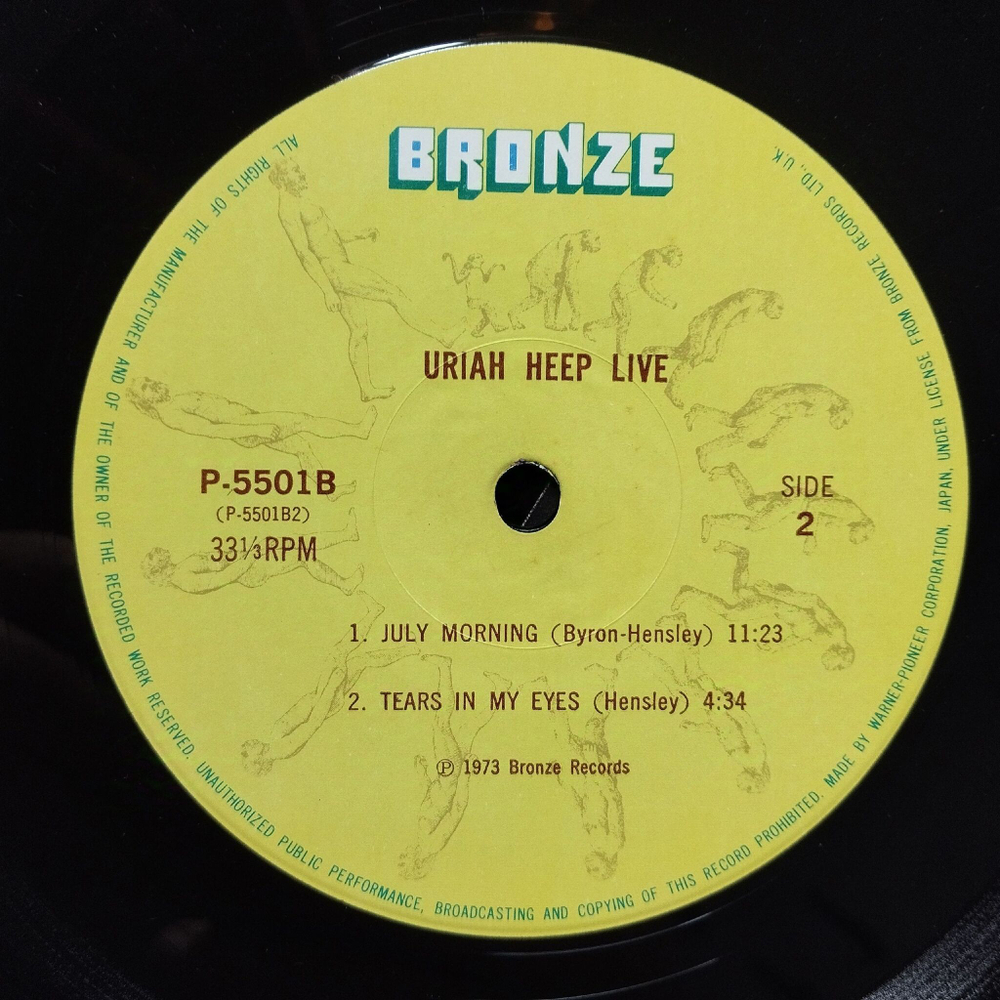 BRONZE
URIAH HEEP LIVE
P-5501B
(P-5501B2)
33⅓RPM
SIDE
2
1. JULY MORNING (Byron-Hensley) 11:23
2. TEARS IN MY EYES (Hensley) 4:34
℗ 1973 Bronze Records
ALL RIGHTS OF THE MANUFACTURER AND OF THE OWNER OF THE RECORDED WORK RESERVED. UNAUTHORIZED PUBLIC PERFORMANCE, BROADCASTING AND COPYING OF THIS RECORD PROHIBITED. MADE BY WARNER-PIONEER CORPORATION, JAPAN, UNDER LICENSE FROM BRONZE RECORDS LTD., U.K.